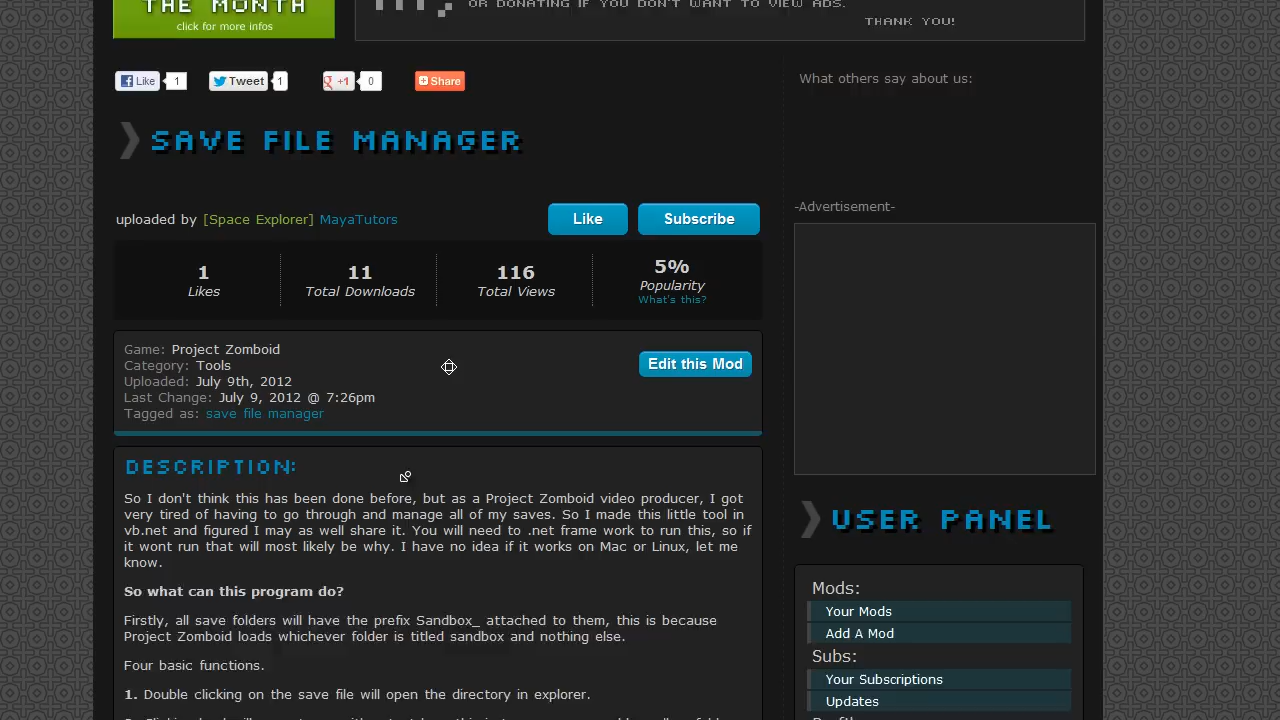 THE MONTH
click for more infos
OR DONATING IF YOU DON'T WANT TO VIEW ADS.
THANK YOU!
Like 1 Tweet 1 +1 0 Share
What others say about us:
SAVE FILE MANAGER
-Advertisement-
uploaded by [Space Explorer] MayaTutors
Like Subscribe
1 11 116 5%
Likes Total Downloads Total Views Popularity
What's this?
Game: Project Zomboid
Category: Tools
Uploaded: July 9th, 2012
Last Change: July 9, 2012 @ 7:26pm
Tagged as: save file manager
Edit this Mod
DESCRIPTION:
So I don't think this has been done before, but as a Project Zomboid video producer, I got
very tired of having to go through and manage all of my saves. So I made this little tool in
vb.net and figured I may as well share it. You will need to .net frame work to run this, so if
it wont run that will most likely be why. I have no idea if it works on Mac or Linux, let me
know.
So what can this program do?
Firstly, all save folders will have the prefix Sandbox_ attached to them, this is because
Project Zomboid loads whichever folder is titled sandbox and nothing else.
Four basic functions.
1. Double clicking on the save file will open the directory in explorer.
USER PANEL
Mods:
Your Mods
Add A Mod
Subs:
Your Subscriptions
Updates